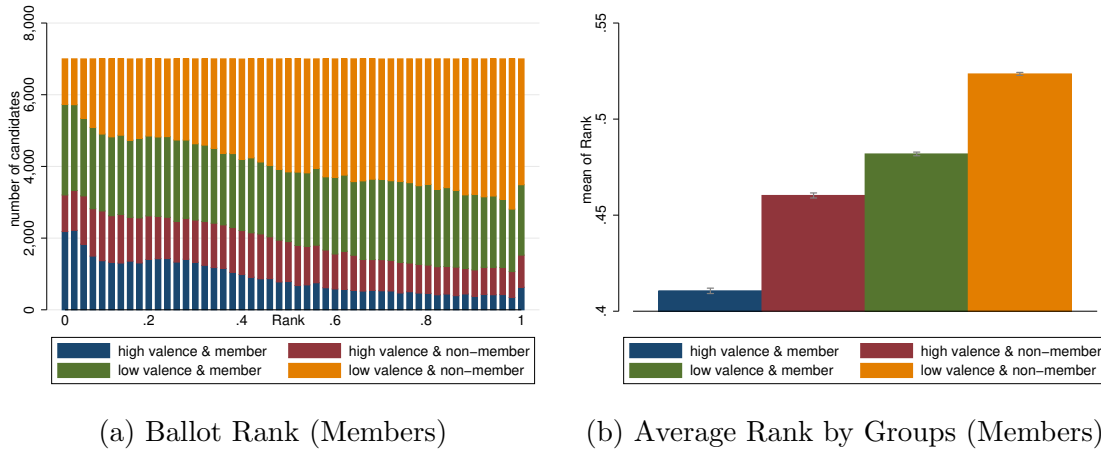 8,000
6,000
4,000
2,000
0
number of candidates
0 .2 .4 .6 .8 1
Rank
high valence & member high valence & non−member
low valence & member low valence & non−member
(a) Ballot Rank (Members)
.55
.5
.45
.4
mean of Rank
high valence & member high valence & non−member
low valence & member low valence & non−member
(b) Average Rank by Groups (Members)